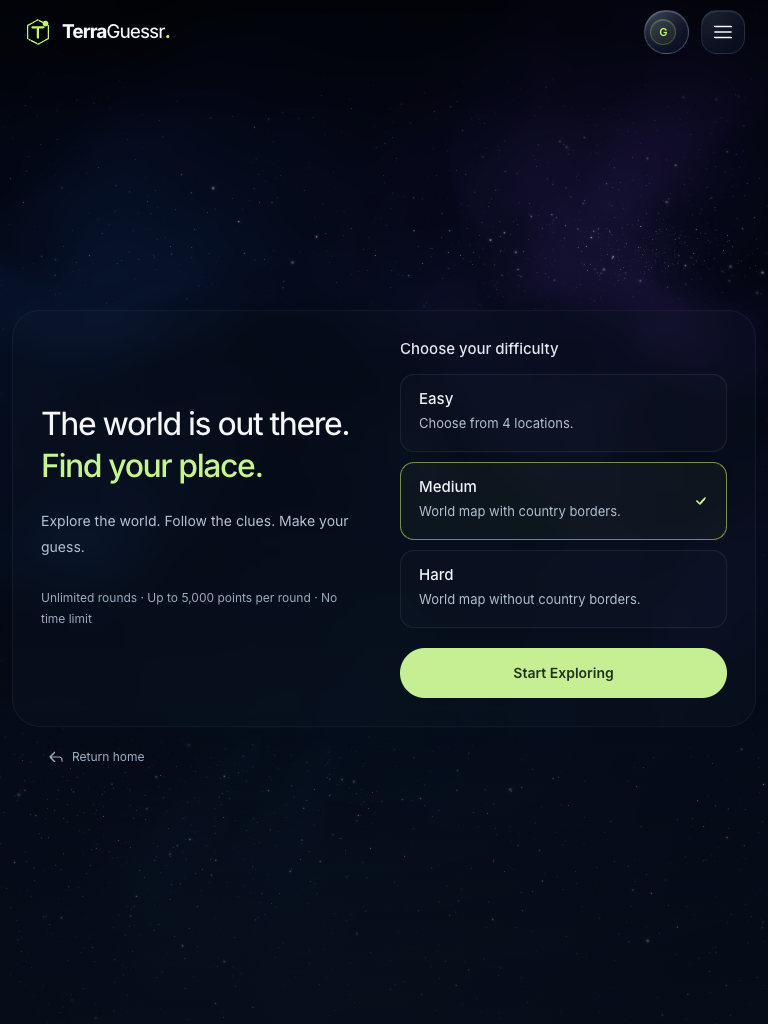 TerraGuessr.
G
The world is out there.
Find your place.
Explore the world. Follow the clues. Make your
guess.
Unlimited rounds · Up to 5,000 points per round · No
time limit
Choose your difficulty
Easy
Choose from 4 locations.
Medium
World map with country borders.
Hard
World map without country borders.
Start Exploring
Return home